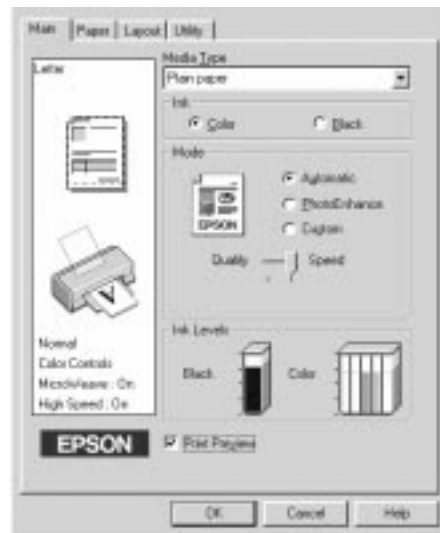 Main Paper Layout Utility
Letter
Media Type
Plain paper
Ink
Color Black
Mode
Automatic
PhotoEnhance
Custom
EPSON
Quality Speed
Normal
Color Controls
MicroWeave : On
High Speed : On
Ink Levels
Black Color
EPSON
Print Preview
OK Cancel Help